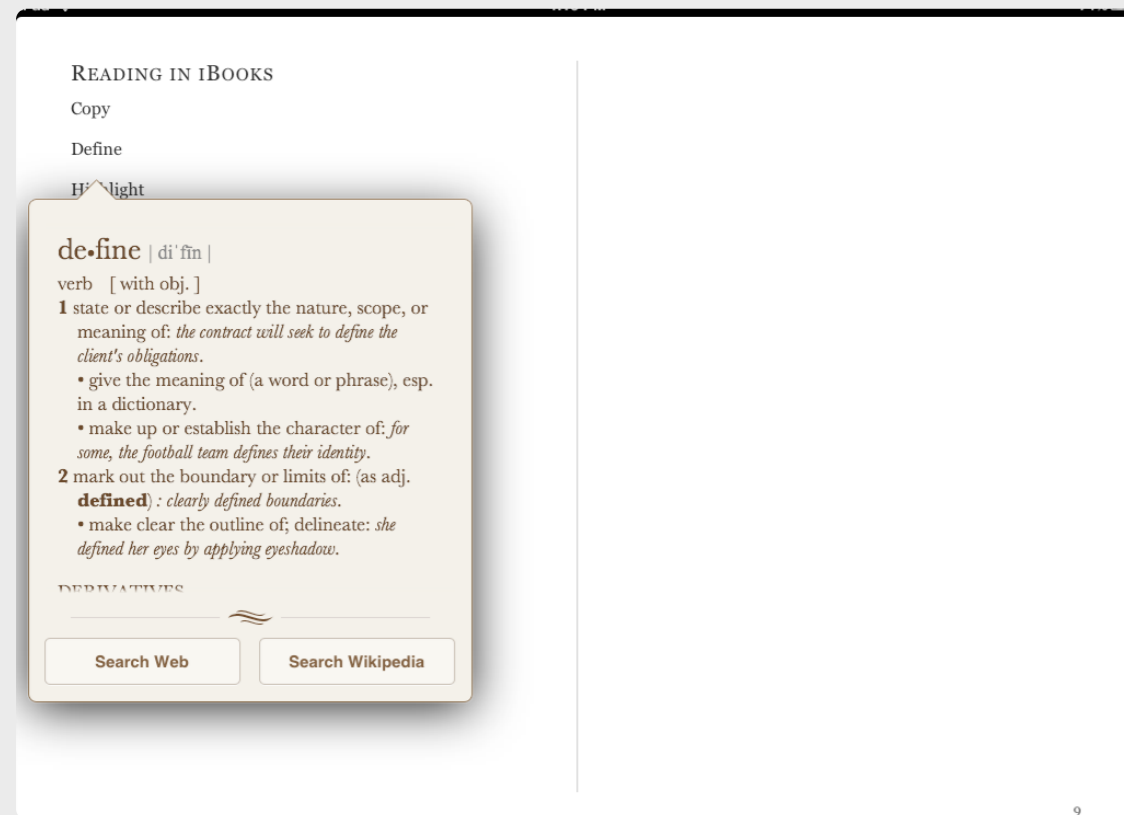 READING IN IBOOKS
Copy
Define
Highlight
de•fine | diˈfīn |
verb [ with obj. ]
1 state or describe exactly the nature, scope, or
meaning of: the contract will seek to define the
client's obligations.
• give the meaning of (a word or phrase), esp.
in a dictionary.
• make up or establish the character of: for
some, the football team defines their identity.
2 mark out the boundary or limits of: (as adj.
defined) : clearly defined boundaries.
• make clear the outline of; delineate: she
defined her eyes by applying eyeshadow.
DERIVATIVES
Search Web
Search Wikipedia
9